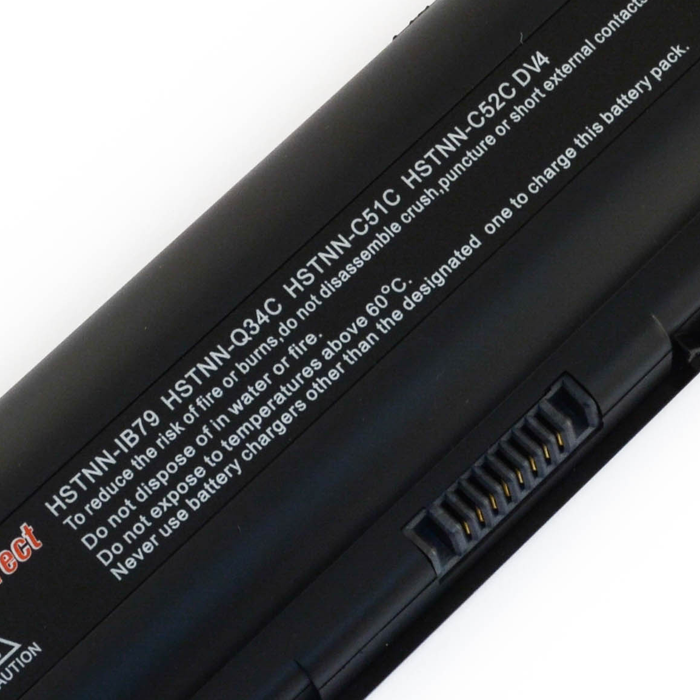 HSTNN-IB79 HSTNN-Q34C HSTNN-C51C HSTNN-C52C DV4
To reduce the risk of fire or burns,do not disassemble crush,puncture or short external contacts
Do not dispose of in water or fire.
Do not expose to temperatures above 60°C.
Never use battery chargers other than the designated one to charge this battery pack.